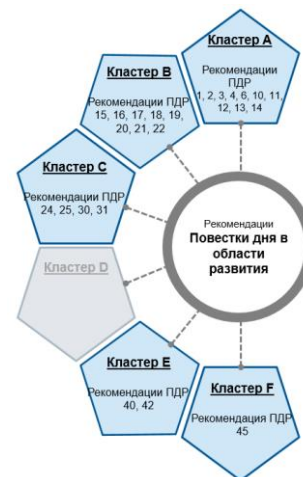 Кластер A
Рекомендации
ПДР
1, 2, 3, 4, 6, 10, 11,
12, 13, 14
Кластер B
Рекомендации ПДР
15, 16, 17, 18, 19,
20, 21, 22
Кластер C
Рекомендации ПДР
24, 25, 30, 31
Кластер D
Рекомендации
Повестки дня в
области
развития
Кластер E
Рекомендации ПДР
40, 42
Кластер F
Рекомендация ПДР
45